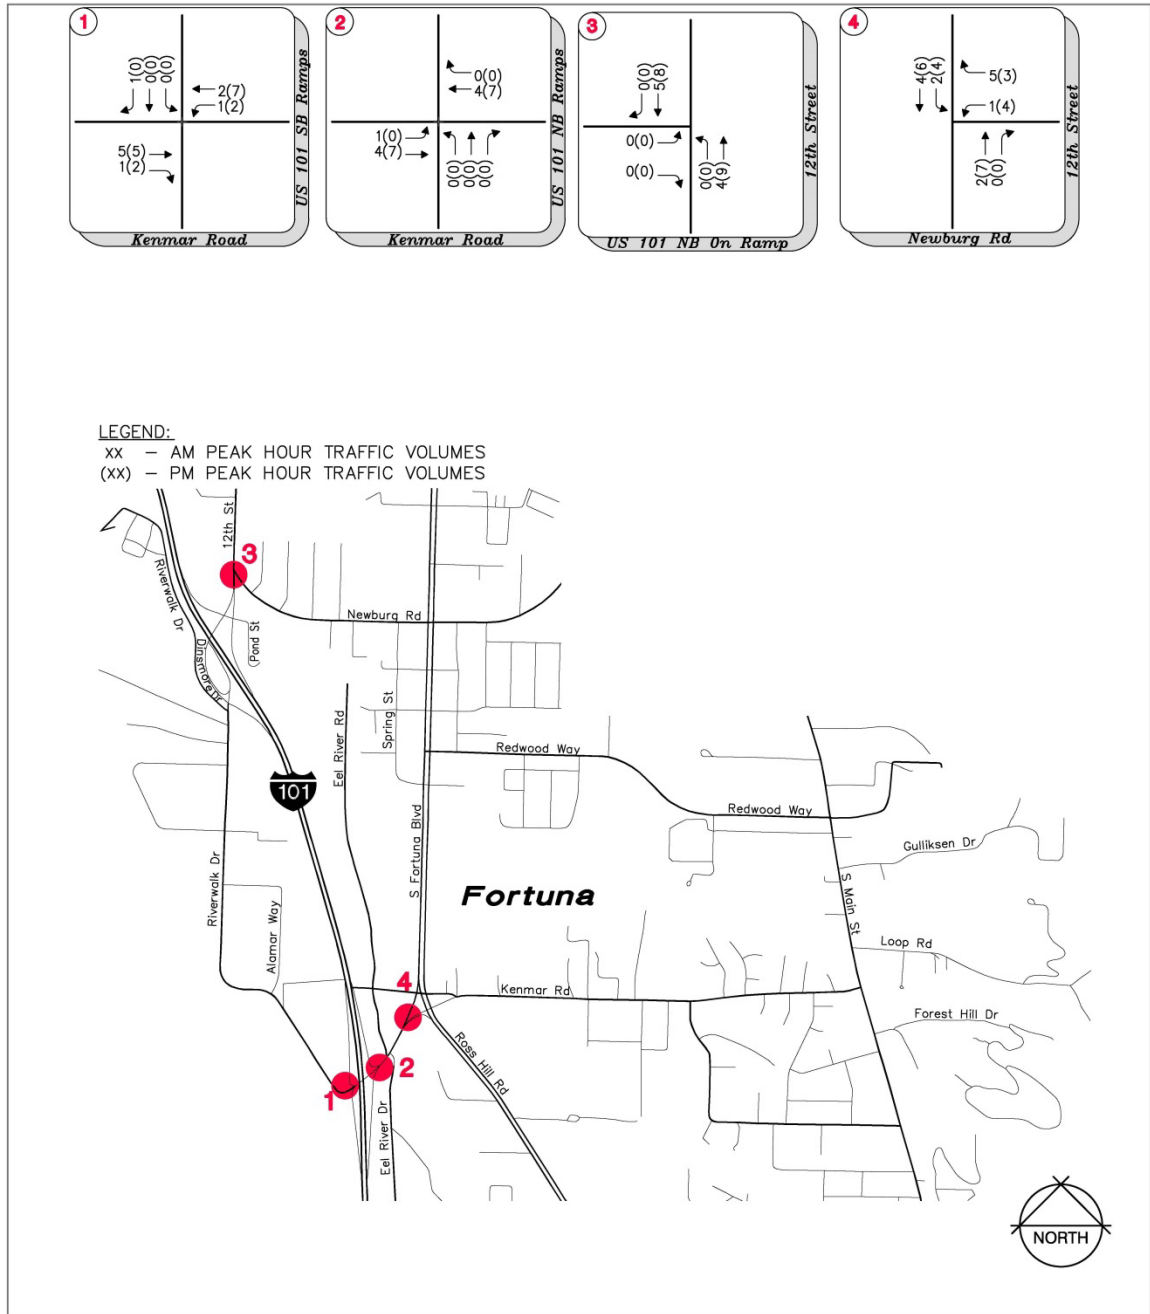 1
1(0)
0(0)
0(0)
2(7)
1(2)
5(5)
1(2)
US 101 SB Ramps
Kenmar Road
2
0(0)
4(7)
1(0)
4(7)
0(0)
0(0)
0(0)
US 101 NB Ramps
Kenmar Road
3
0(0)
5(8)
0(0)
0(0)
0(0)
4(9)
12th Street
US 101 NB On Ramp
4
4(6)
2(4)
5(3)
1(4)
2(7)
0(0)
12th Street
Newburg Rd
LEGEND:
XX – AM PEAK HOUR TRAFFIC VOLUMES
(XX) – PM PEAK HOUR TRAFFIC VOLUMES
12th St
3
Riverwalk Dr
Newburg Rd
Pond St
Dinsmore Dr
Eel River Rd
Spring St
Redwood Way
101
Redwood Way
S Fortuna Blvd
Gulliksen Dr
Riverwalk Dr
Fortuna
S Main St
Alamar Way
Loop Rd
4
Kenmar Rd
Forest Hill Dr
Ross Hill Rd
2
1
Eel River Dr
NORTH